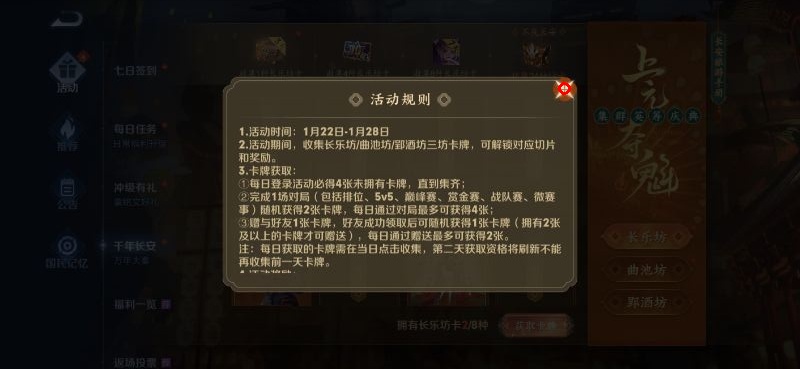 活动规则
1.活动时间：1月22日-1月28日
2.活动期间，收集长乐坊/曲池坊/郢酒坊三坊卡牌，可解锁对应切片
和奖励。
3.卡牌获取：
①每日登录活动必得4张未拥有卡牌，直到集齐；
②完成1场对局（包括排位、5v5、巅峰赛、赏金赛、战队赛、微赛
事）随机获得2张卡牌，每日通过对局最多可获得4张；
③赠与好友1张卡牌，好友成功领取后可随机获得1张卡牌（拥有2张
及以上的卡牌才可赠送），每日通过赠送最多可获得2张。
注：每日获取的卡牌需在当日点击收集，第二天获取资格将刷新不能
再收集前一天卡牌。
活动
推荐
公告
国民记忆
七日签到
每日任务
冲级有礼
千年长安
福利一览
返场投票
上元夺魁
集群英筹庆典
长乐坊
曲池坊
郢酒坊
拥有长乐坊卡2/8种
获取卡牌